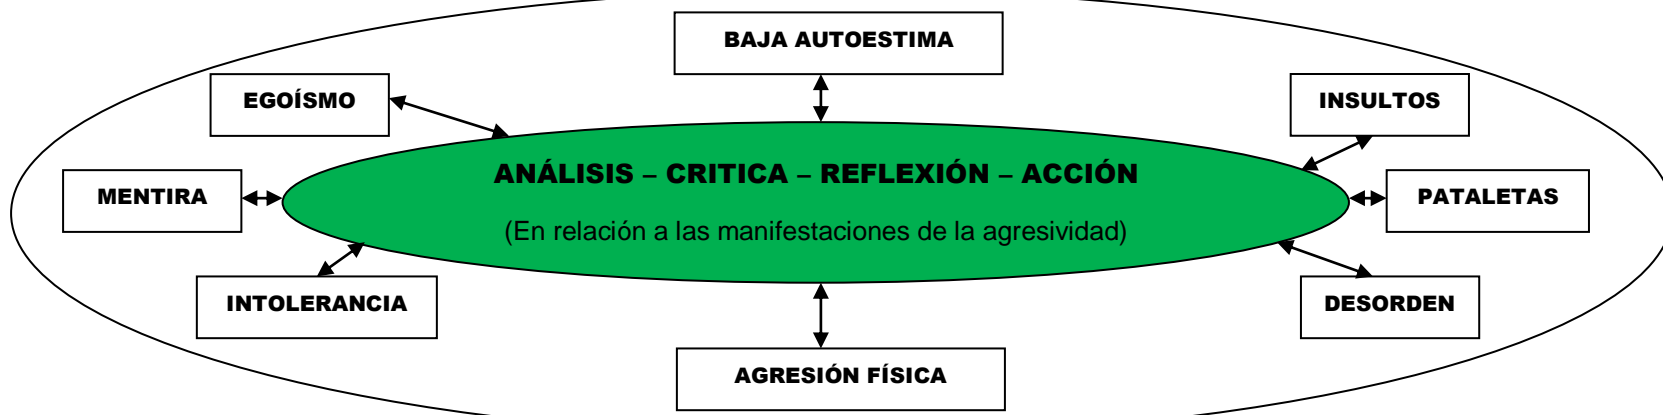 BAJA AUTOESTIMA
EGOÍSMO
INSULTOS
ANÁLISIS – CRITICA – REFLEXIÓN – ACCIÓN
MENTIRA
PATALETAS
(En relación a las manifestaciones de la agresividad)
INTOLERANCIA
DESORDEN
AGRESIÓN FÍSICA